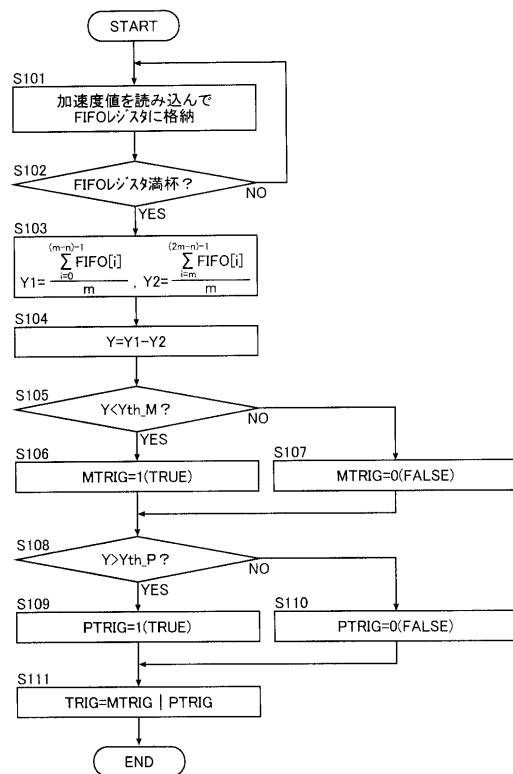 START
S101
加速度値を読み込んで
FIFOレジスタに格納
S102
FIFOレジスタ満杯？
NO
YES
S103
Y1= (m-n)-1 Σ i=0 FIFO[i] / m , Y2= (2m-n)-1 Σ i=m FIFO[i] / m
S104
Y=Y1-Y2
S105
Y<Yth_M？
NO
YES
S106
MTRIG=1(TRUE)
S107
MTRIG=0(FALSE)
S108
Y>Yth_P？
NO
YES
S109
PTRIG=1(TRUE)
S110
PTRIG=0(FALSE)
S111
TRIG=MTRIG | PTRIG
END